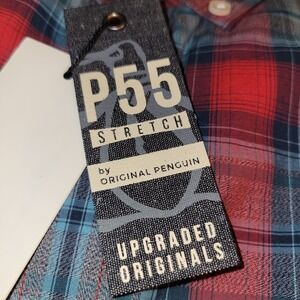 P55
STRETCH
by
ORIGINAL PENGUIN
UPGRADED
ORIGINALS